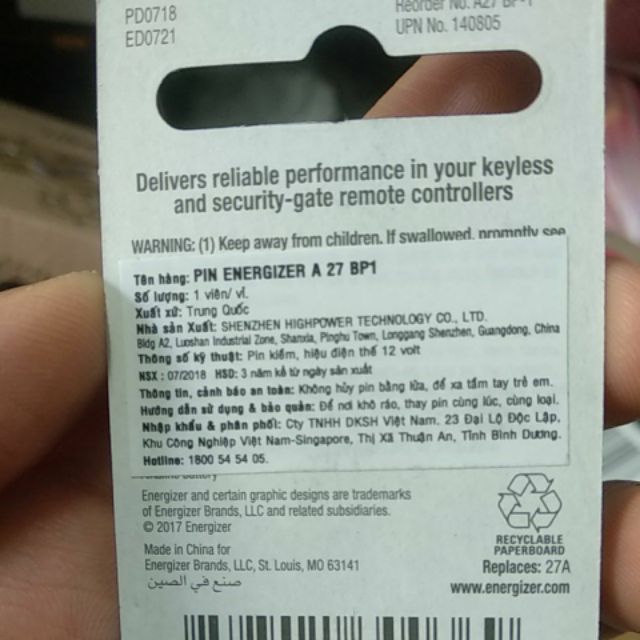 PD0718
ED0721
Reorder No. A27 BP-1
UPN No. 140805
Delivers reliable performance in your keyless
and security-gate remote controllers
WARNING: (1) Keep away from children. If swallowed, promptly see
Tên hàng: PIN ENERGIZER A 27 BP1
Số lượng: 1 viên/ vỉ.
Xuất xứ: Trung Quốc
Nhà sản Xuất: SHENZHEN HIGHPOWER TECHNOLOGY CO., LTD.
Bldg A2, Luoshan Industrial Zone, Shanxia, Pinghu Town, Longgang Shenzhen, Guangdong, China
Thông số kỹ thuật: Pin kiềm, hiệu điện thế 12 volt
NSX : 07/2018 HSD: 3 năm kể từ ngày sản xuất
Thông tin, cảnh báo an toàn: Không hủy pin bằng lửa, để xa tầm tay trẻ em.
Hướng dẫn sử dụng & bảo quản: Để nơi khô ráo, thay pin cùng lúc, cùng loại.
Nhập khẩu & phân phối: Cty TNHH DKSH Việt Nam, 23 Đại Lộ Độc Lập,
Khu Công Nghiệp Việt Nam-Singapore, Thị Xã Thuận An, Tỉnh Bình Dương.
Hotline: 1800 54 54 05.
battery
Energizer and certain graphic designs are trademarks
of Energizer Brands, LLC and related subsidiaries.
© 2017 Energizer
Made in China for
Energizer Brands, LLC, St. Louis, MO 63141
صنع في الصين
RECYCLABLE
PAPERBOARD
Replaces: 27A
www.energizer.com